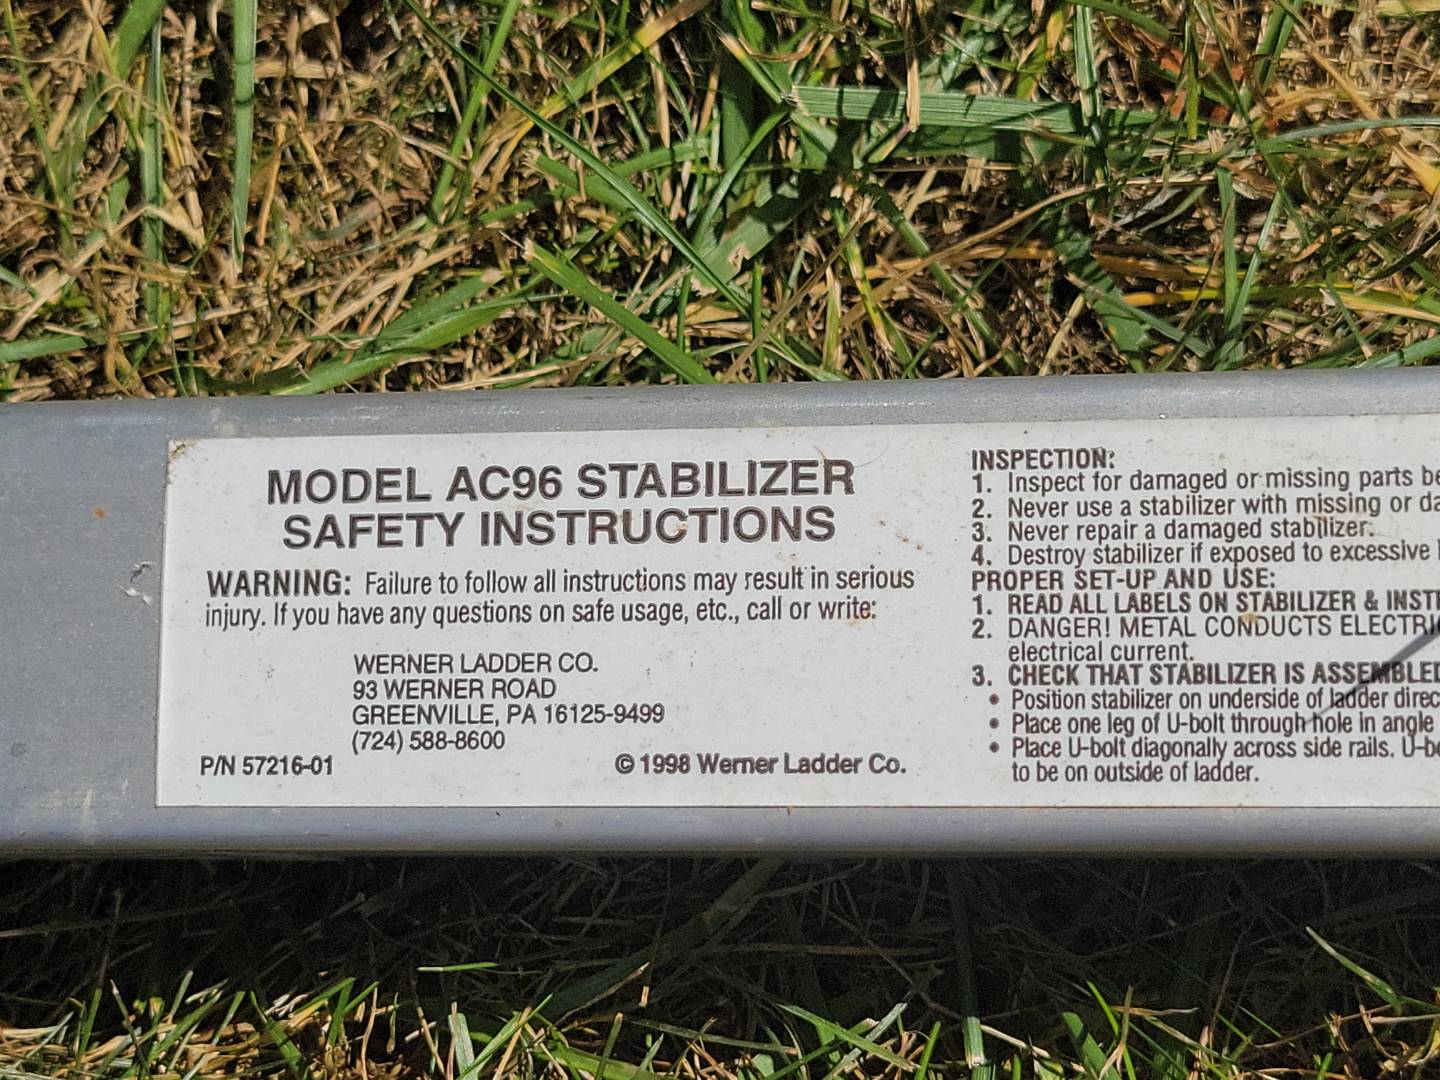 MODEL AC96 STABILIZER
SAFETY INSTRUCTIONS
WARNING: Failure to follow all instructions may result in serious
injury. If you have any questions on safe usage, etc., call or write:
WERNER LADDER CO.
93 WERNER ROAD
GREENVILLE, PA 16125-9499
(724) 588-8600
P/N 57216-01
© 1998 Werner Ladder Co.
INSPECTION:
1. Inspect for damaged or missing parts
2. Never use a stabilizer with missing or
3. Never repair a damaged stabilizer.
4. Destroy stabilizer if exposed to excessive
PROPER SET-UP AND USE:
1. READ ALL LABELS ON STABILIZER &
2. DANGER! METAL CONDUCTS
electrical current.
3. CHECK THAT STABILIZER IS ASSEMBLED
• Position stabilizer on underside of ladder
• Place one leg of U-bolt through hole in angle
• Place U-bolt diagonally across side rails.
to be on outside of ladder.